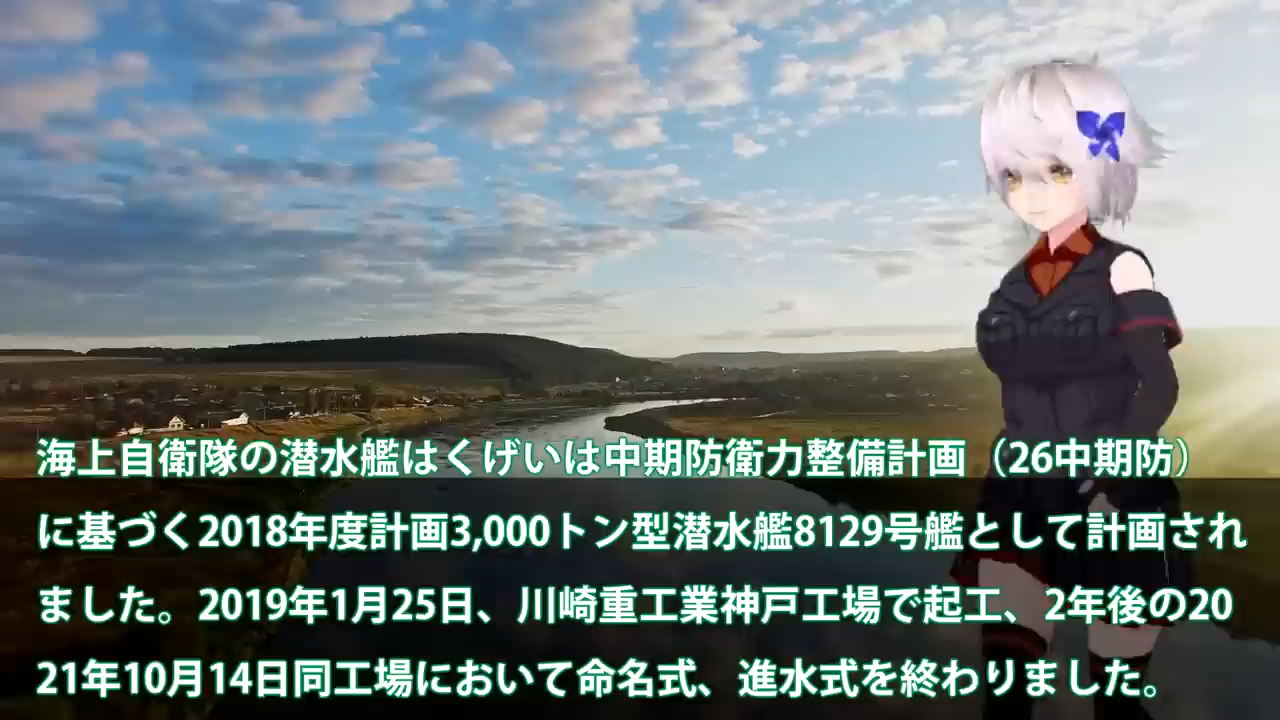 海上自衛隊の潜水艦はくげいは中期防衛力整備計画（26中期防）
に基づく2018年度計画3,000トン型潜水艦8129号艦として計画され
ました。2019年1月25日、川崎重工業神戸工場で起工、2年後の20
21年10月14日同工場において命名式、進水式を終わりました。